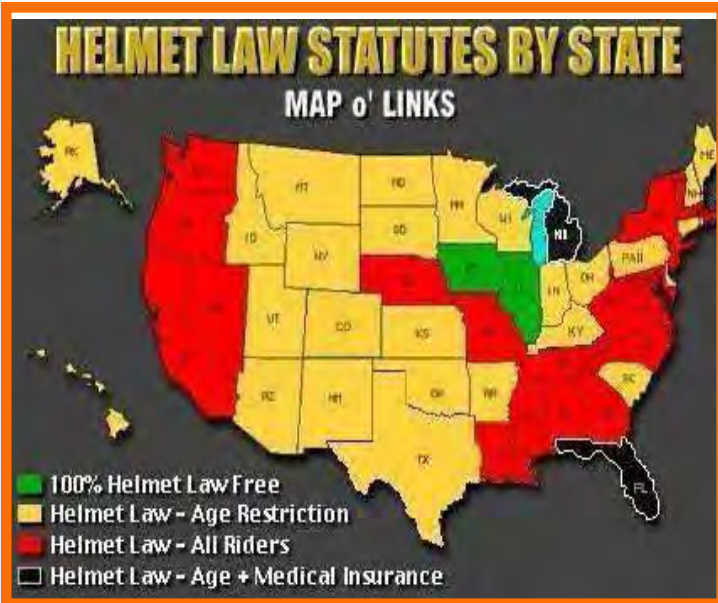 HELMET LAW STATUTES BY STATE
MAP o' LINKS
AK
ME
MT
ND
MN
NH
ID
SD
WI
MI
WY
PA
OH
IN
UT
CO
KS
KY
AZ
NM
OK
AR
SC
TX
FL
100% Helmet Law Free
Helmet Law - Age Restriction
Helmet Law - All Riders
Helmet Law - Age + Medical Insurance